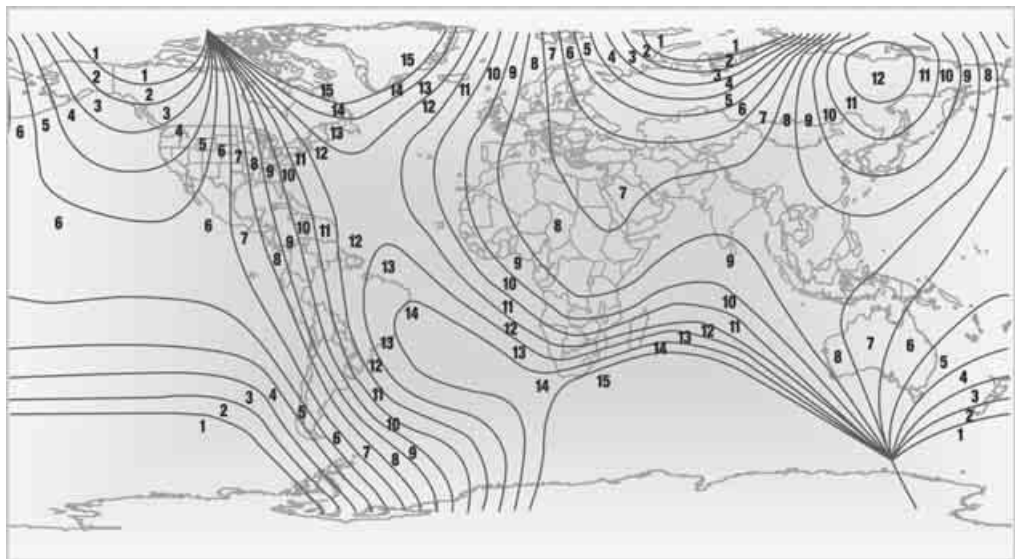 7 6 5 4 3 2 1 1
10 9 8
1 2 3 4 5 6 7 8 9 10 11 12
11 10 9 8
15 14 13 12 11
15 14 13 12
1 2 3 4 5 6
1 2 3 4 5 6 7 8 9 10 11 12
6 6 7 8 9 10 11 12
13 14 13 12 11 10 9 8 7 6 5 4 3 2 1
8 7 9 10 11 12 13 14 15
9 10 11 12 13 14
8 7 6 5 4 3 2 1